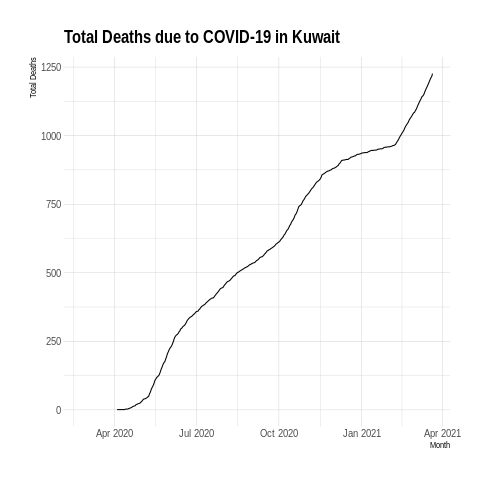 Total Deaths due to COVID-19 in Kuwait
Total Deaths
1250
1000
750
500
250
0
Apr 2020 Jul 2020 Oct 2020 Jan 2021 Apr 2021
Month